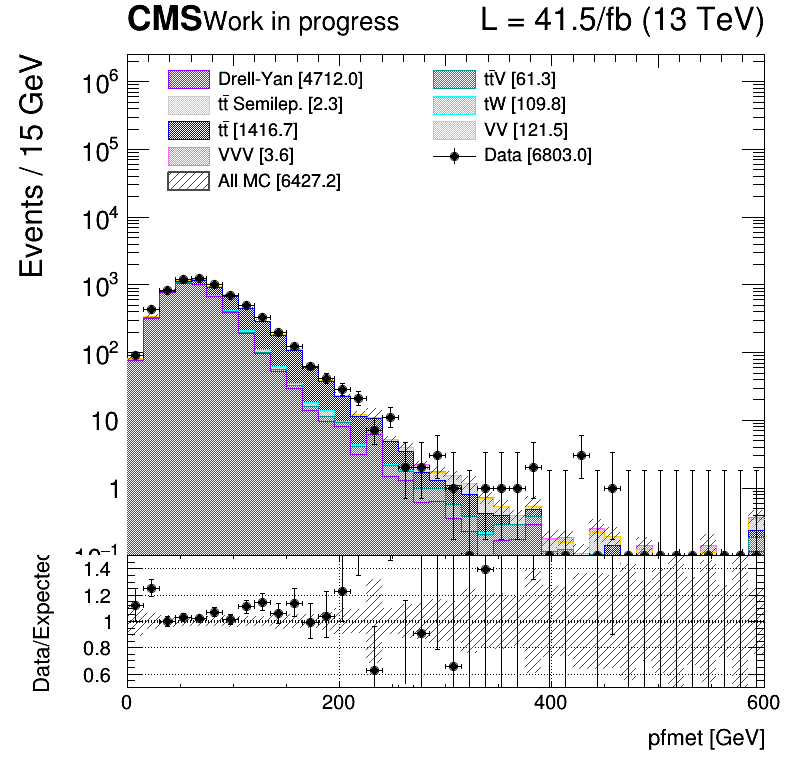 CMS Work in progress L = 41.5/fb (13 TeV)
Events / 15 GeV
Drell-Yan [4712.0]
tt̄ Semilep. [2.3]
tt̄ [1416.7]
VVV [3.6]
All MC [6427.2]
tt̄V [61.3]
tW [109.8]
VV [121.5]
Data [6803.0]
10⁶
10⁵
10⁴
10³
10²
10
1
10⁻¹
Data/Expected
1.4
1.2
1
0.8
0.6
0 200 400 600
pfmet [GeV]